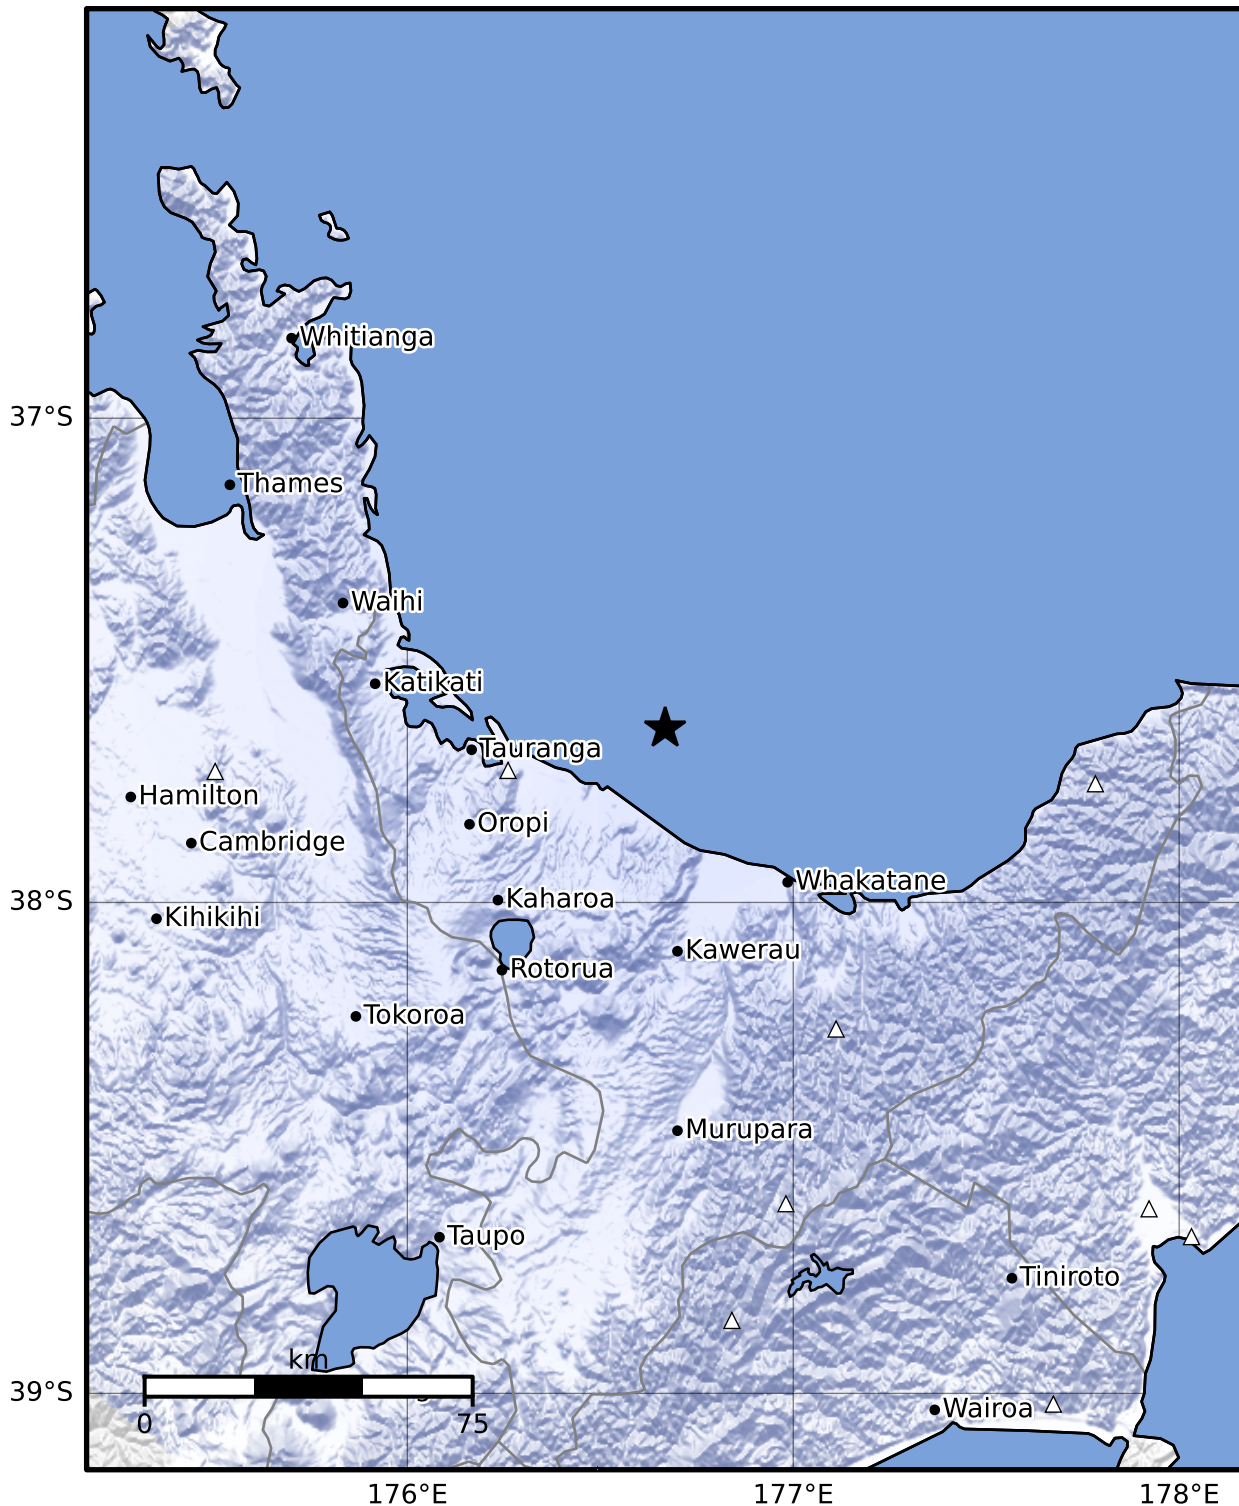 Whitianga
37°S
Thames
Waihi
Katikati
Tauranga
Hamilton
Oropi
Cambridge
Whakatane
Kaharoa
38°S
Kihikihi
Kawerau
Rotorua
Tokoroa
Murupara
Taupo
Tiniroto
km
39°S
Wairoa
0
75
176°E
177°E
178°E